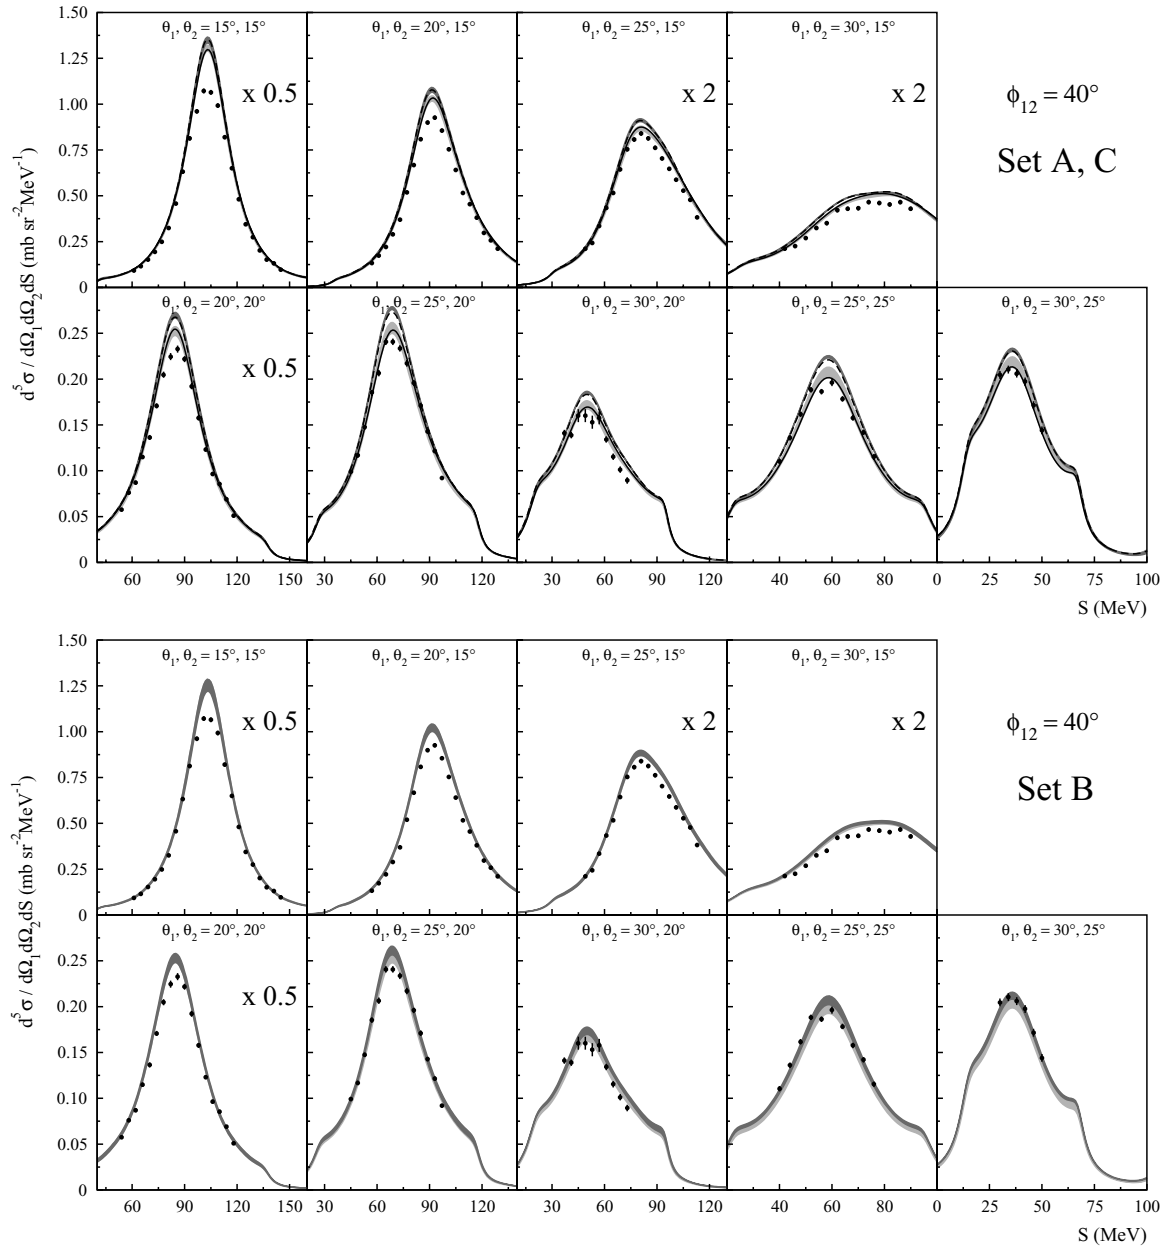 θ₁, θ₂ = 15°, 15°
θ₁, θ₂ = 20°, 15°
θ₁, θ₂ = 25°, 15°
θ₁, θ₂ = 30°, 15°
x 0.5
x 2
x 2
ϕ₁₂ = 40°
Set A, C
1.50
1.25
1.00
0.75
0.50
0.25
0
d⁵σ / dΩ₁dΩ₂dS (mb sr⁻²MeV⁻¹)
θ₁, θ₂ = 20°, 20°
θ₁, θ₂ = 25°, 20°
θ₁, θ₂ = 30°, 20°
θ₁, θ₂ = 25°, 25°
θ₁, θ₂ = 30°, 25°
x 0.5
0.25
0.20
0.15
0.10
0.05
0
60 90 120 150
30 60 90 120
30 60 90 120
40 60 80
0 25 50 75 100
S (MeV)
θ₁, θ₂ = 15°, 15°
θ₁, θ₂ = 20°, 15°
θ₁, θ₂ = 25°, 15°
θ₁, θ₂ = 30°, 15°
x 0.5
x 2
x 2
ϕ₁₂ = 40°
Set B
1.50
1.25
1.00
0.75
0.50
0.25
0
d⁵σ / dΩ₁dΩ₂dS (mb sr⁻²MeV⁻¹)
θ₁, θ₂ = 20°, 20°
θ₁, θ₂ = 25°, 20°
θ₁, θ₂ = 30°, 20°
θ₁, θ₂ = 25°, 25°
θ₁, θ₂ = 30°, 25°
x 0.5
0.25
0.20
0.15
0.10
0.05
0
60 90 120 150
30 60 90 120
30 60 90 120
40 60 80
0 25 50 75 100
S (MeV)